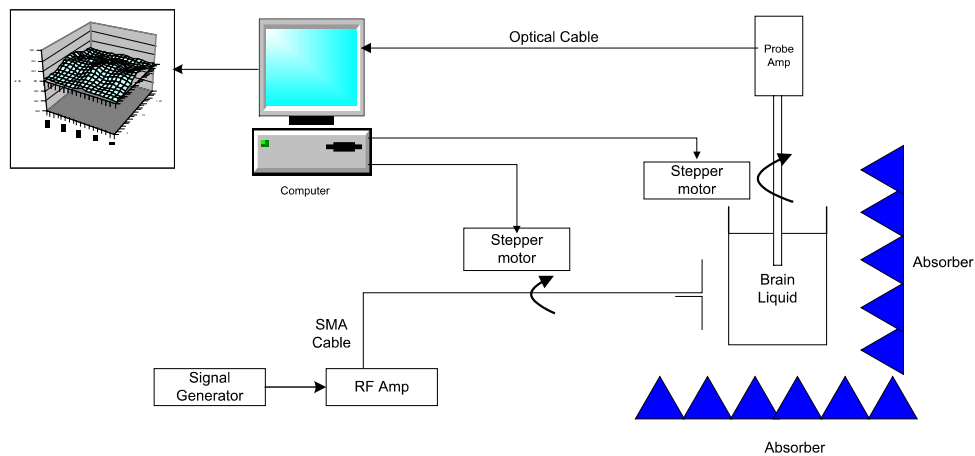 Optical Cable
Probe
Amp
Computer
Stepper
motor
Stepper
motor
Brain
Liquid
Absorber
SMA
Cable
Signal
Generator
RF Amp
Absorber